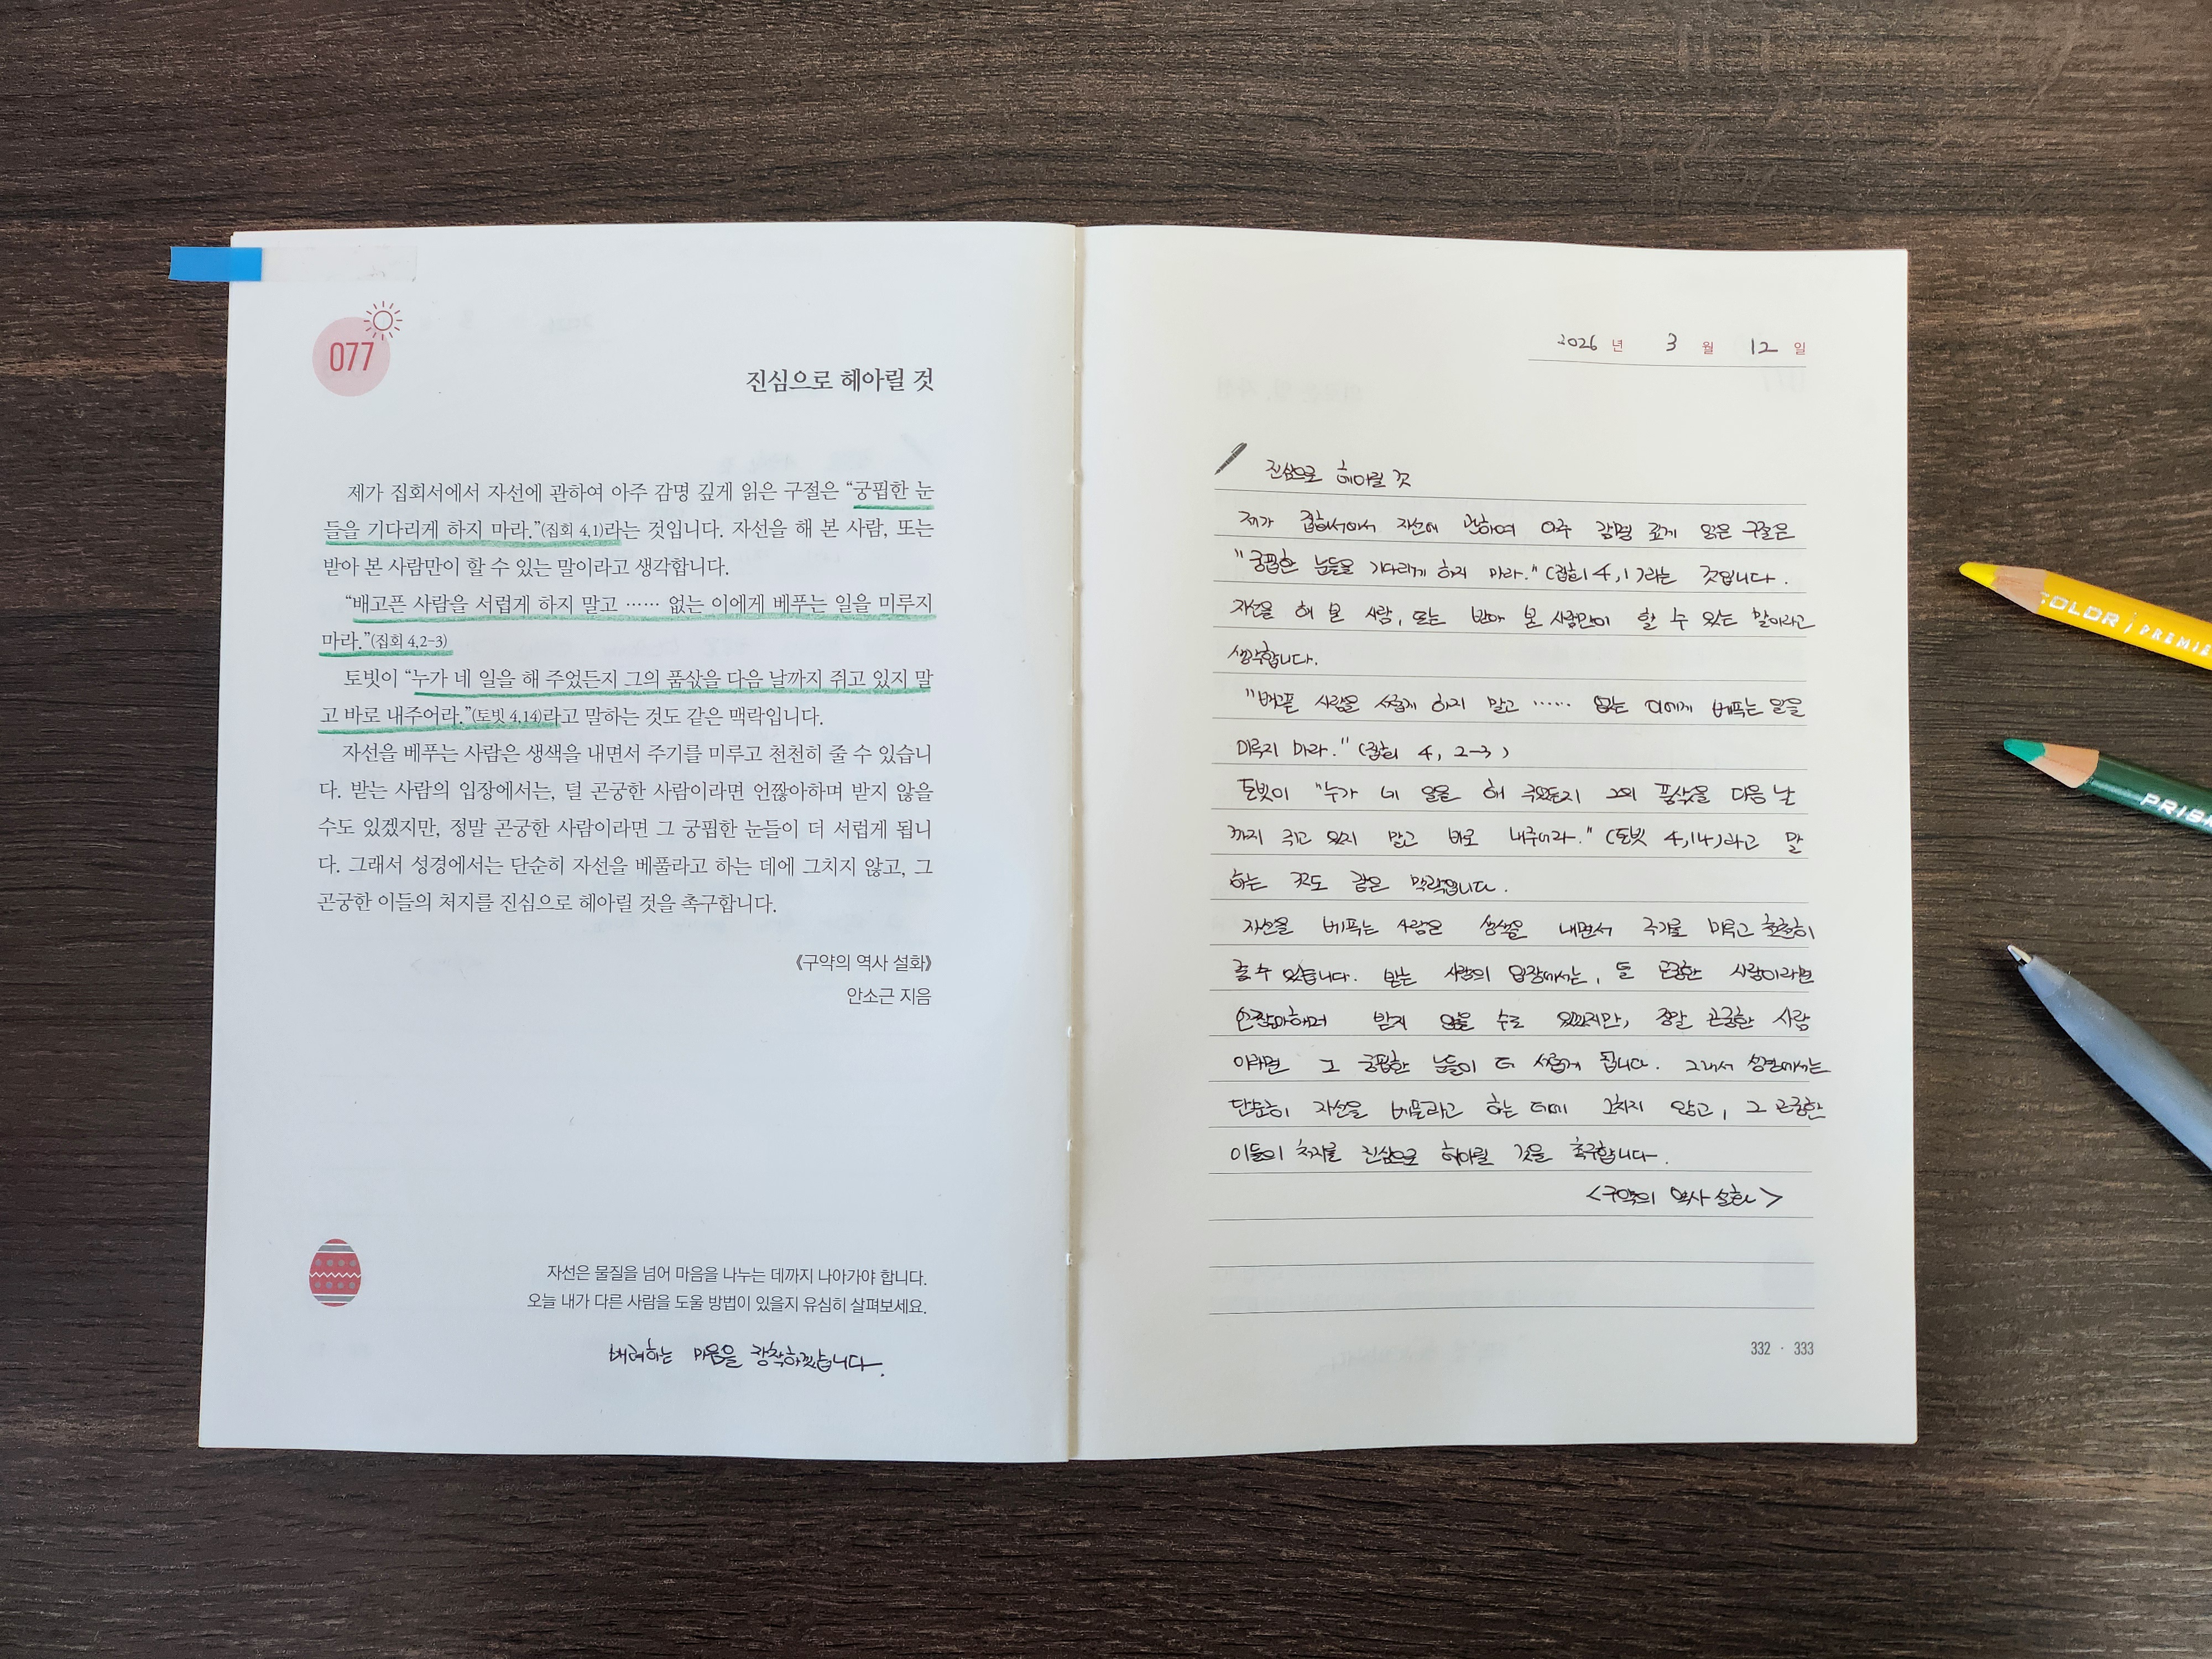 077
진심으로 헤아릴 것
제가 집회서에서 자선에 관하여 아주 감명 깊게 읽은 구절은 “궁핍한 눈
들을 기다리게 하지 마라.”(집회 4,1)라는 것입니다. 자선을 해 본 사람, 또는
받아 본 사람만이 할 수 있는 말이라고 생각합니다.
“배고픈 사람을 서럽게 하지 말고 …… 없는 이에게 베푸는 일을 미루지
마라.”(집회 4,2-3)
토빗이 “누가 네 일을 해 주었든지 그의 품삯을 다음 날까지 쥐고 있지 말
고 바로 내주어라.”(토빗 4,14)라고 말하는 것도 같은 맥락입니다.
자선을 베푸는 사람은 생색을 내면서 주기를 미루고 천천히 줄 수 있습니
다. 받는 사람의 입장에서는, 덜 곤궁한 사람이라면 언짢아하며 받지 않을
수도 있겠지만, 정말 곤궁한 사람이라면 그 궁핍한 눈들이 더 서럽게 됩니
다. 그래서 성경에서는 단순히 자선을 베풀라고 하는 데에 그치지 않고, 그
곤궁한 이들의 처지를 진심으로 헤아릴 것을 촉구합니다.
《구약의 역사 설화》
안소근 지음
자선은 물질을 넘어 마음을 나누는 데까지 나아가야 합니다.
오늘 내가 다른 사람을 도울 방법이 있을지 유심히 살펴보세요.
배려하는 마음을 장착하겠습니다.
2026 년 3 월 12 일
진심으로 헤아릴 것
제가 집회서에서 자선에 관하여 아주 감명 깊게 읽은 구절은
"궁핍한 눈들을 기다리게 하지 마라." (집회 4,1)라는 것입니다.
자선을 해 본 사람, 또는 받아 본 사람만이 할 수 있는 말이라고
생각합니다.
"배고픈 사람을 서럽게 하지 말고 …… 없는 이에게 베푸는 일을
미루지 마라." (집회 4, 2-3)
토빗이 "누가 네 일을 해 주었든지 그의 품삯을 다음 날
까지 쥐고 있지 말고 바로 내주어라." (토빗 4,14)라고 말
하는 것도 같은 맥락입니다.
자선을 베푸는 사람은 생색을 내면서 주기를 미루고 천천히
줄 수 있습니다. 받는 사람의 입장에서는, 덜 곤궁한 사람이라면
언짢아하며 받지 않을 수도 있겠지만, 정말 곤궁한 사람
이라면 그 궁핍한 눈들이 더 서럽게 됩니다. 그래서 성경에서는
단순히 자선을 베풀라고 하는 데에 그치지 않고, 그 곤궁한
이들의 처지를 진심으로 헤아릴 것을 촉구합니다.
<구약의 역사 설화>
332 · 333
COLOR PREMIE
PRIS